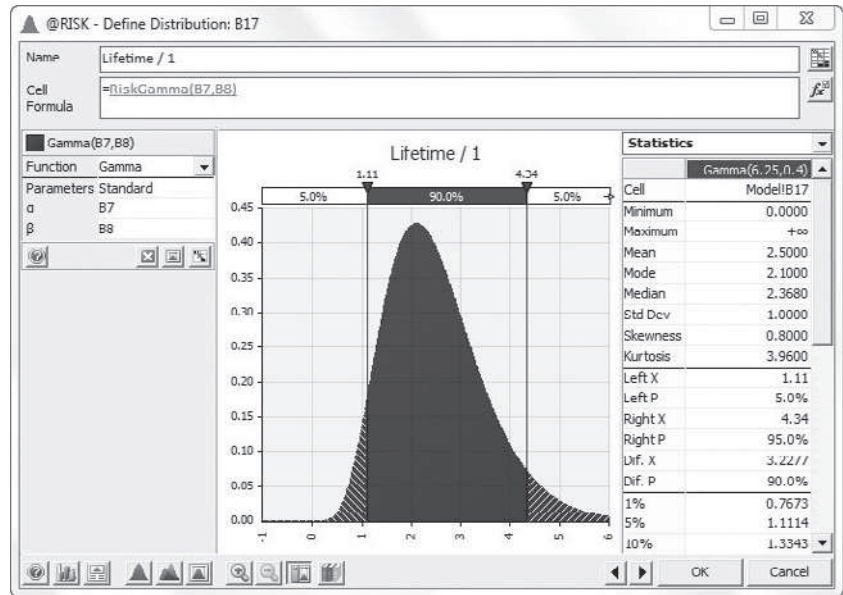 @RISK - Define Distribution: B17
Name
Lifetime / 1
Cell
Formula
=RiskGamma(B7,B8)
Gamma(B7,B8)
Function Gamma
Parameters Standard
α B7
β B8
Lifetime / 1
1.11 4.34
5.0% 90.0% 5.0%
0.45
0.40
0.35
0.30
0.25
0.20
0.15
0.10
0.05
0.00
-1 0 1 2 3 4 5 6
Statistics
Gamma(6.25,0.4)
Cell Model!B17
Minimum 0.0000
Maximum +∞
Mean 2.5000
Mode 2.1000
Median 2.3680
Std Dev 1.0000
Skewness 0.8000
Kurtosis 3.9600
Left X 1.11
Left P 5.0%
Right X 4.34
Right P 95.0%
Dif. X 3.2277
Dif. P 90.0%
1% 0.7673
5% 1.1114
10% 1.3343
OK Cancel